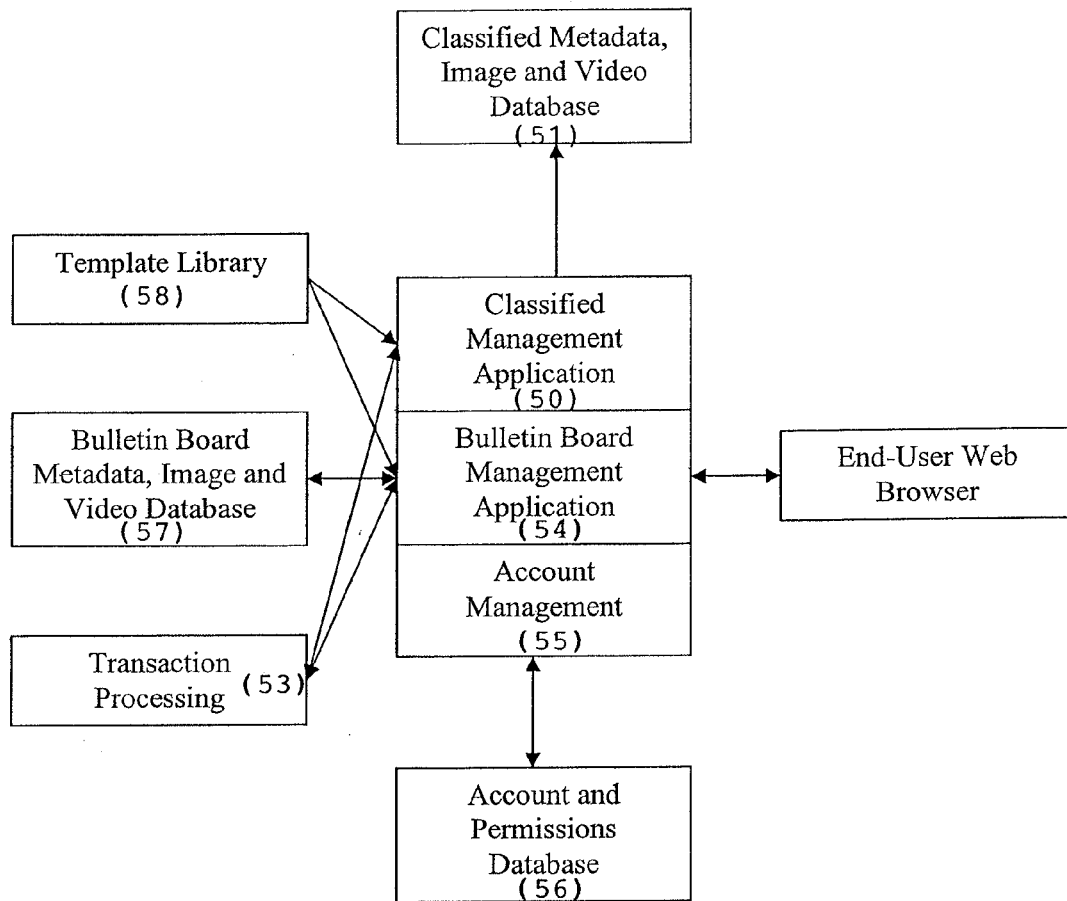 Classified Metadata,
Image and Video
Database
(51)
Template Library
(58)
Classified
Management
Application
(50)
Bulletin Board
Metadata, Image and
Video Database
(57)
Bulletin Board
Management
Application
(54)
End-User Web
Browser
Account
Management
(55)
Transaction
Processing (53)
Account and
Permissions
Database
(56)